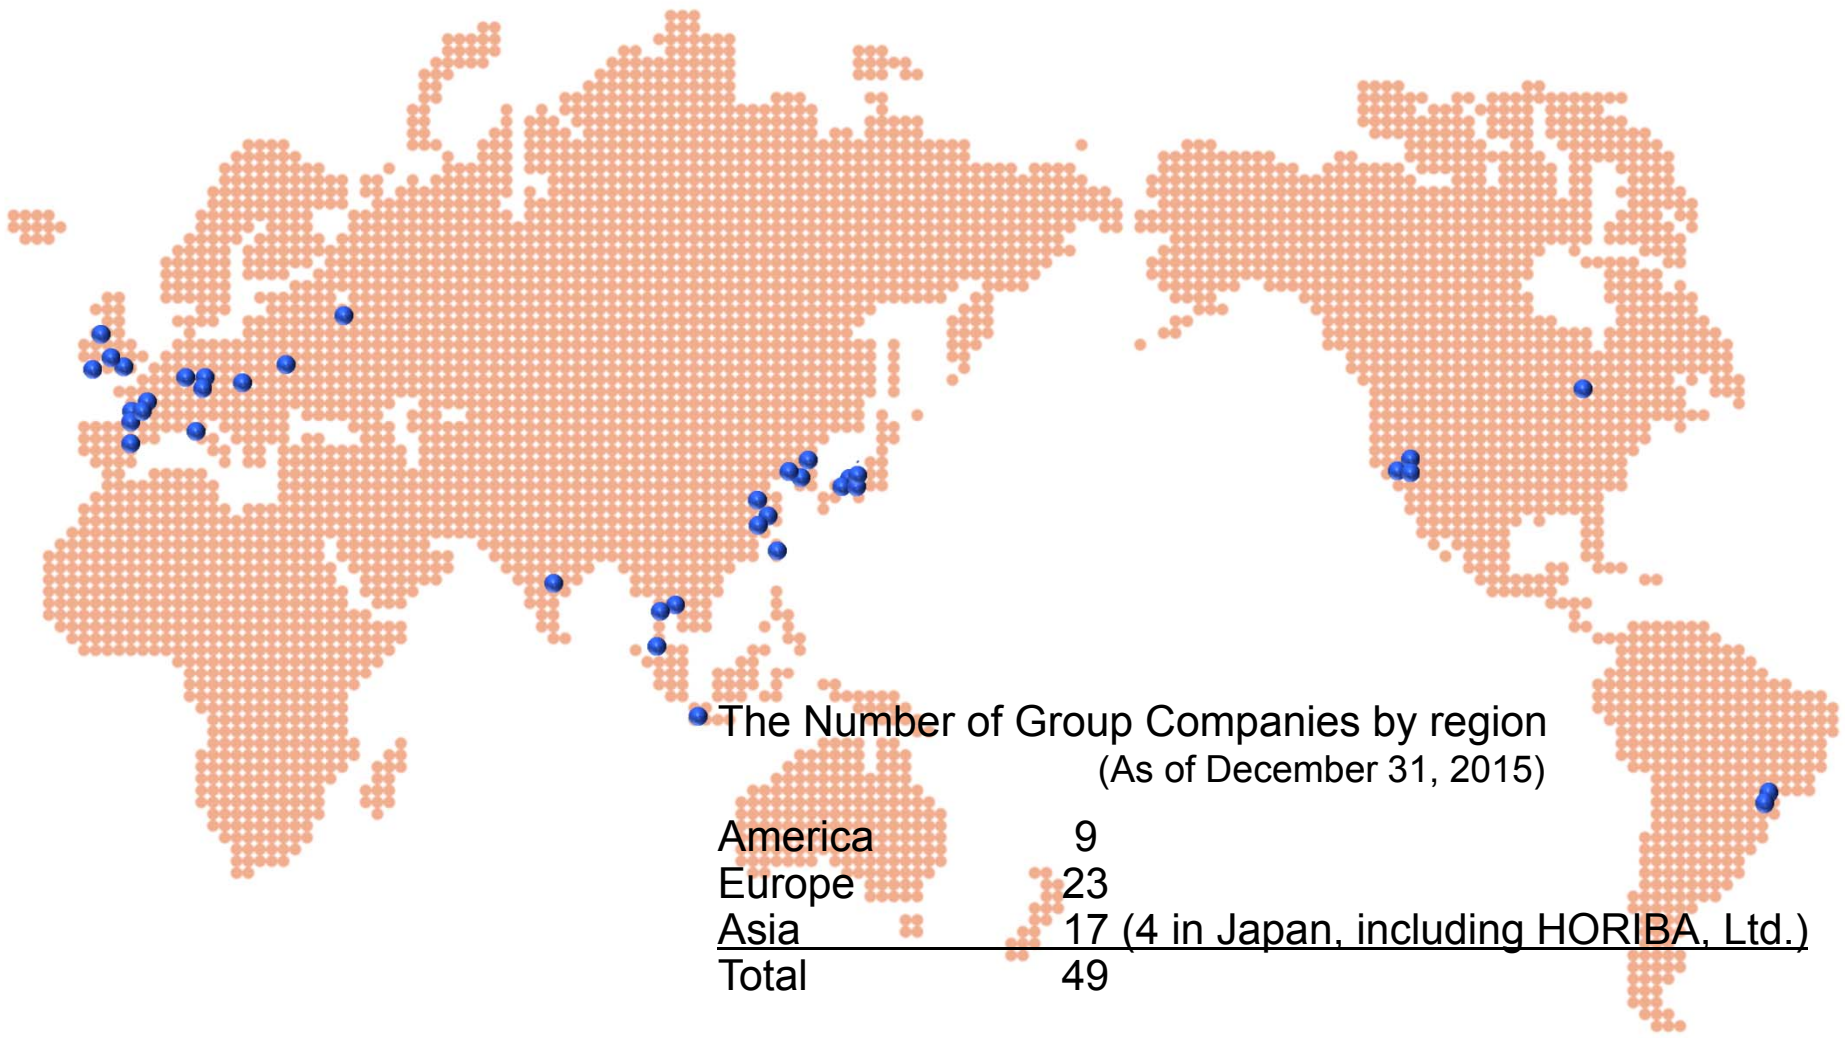 The Number of Group Companies by region
(As of December 31, 2015)
America 9
Europe 23
Asia 17 (4 in Japan, including HORIBA, Ltd.)
Total 49